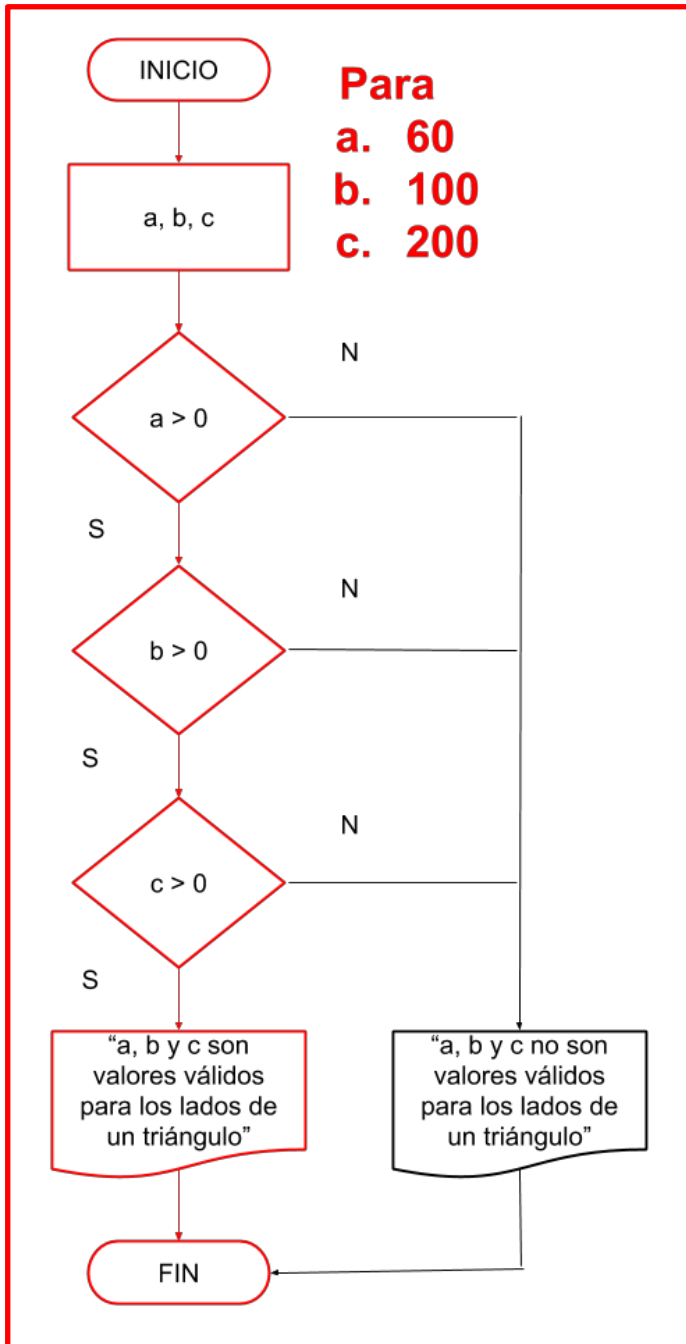 INICIO
Para
a. 60
b. 100
c. 200
a, b, c
N
a > 0
S
N
b > 0
S
N
c > 0
S
“a, b y c son
valores válidos
para los lados de
un triángulo”
“a, b y c no son
valores válidos
para los lados de
un triángulo”
FIN